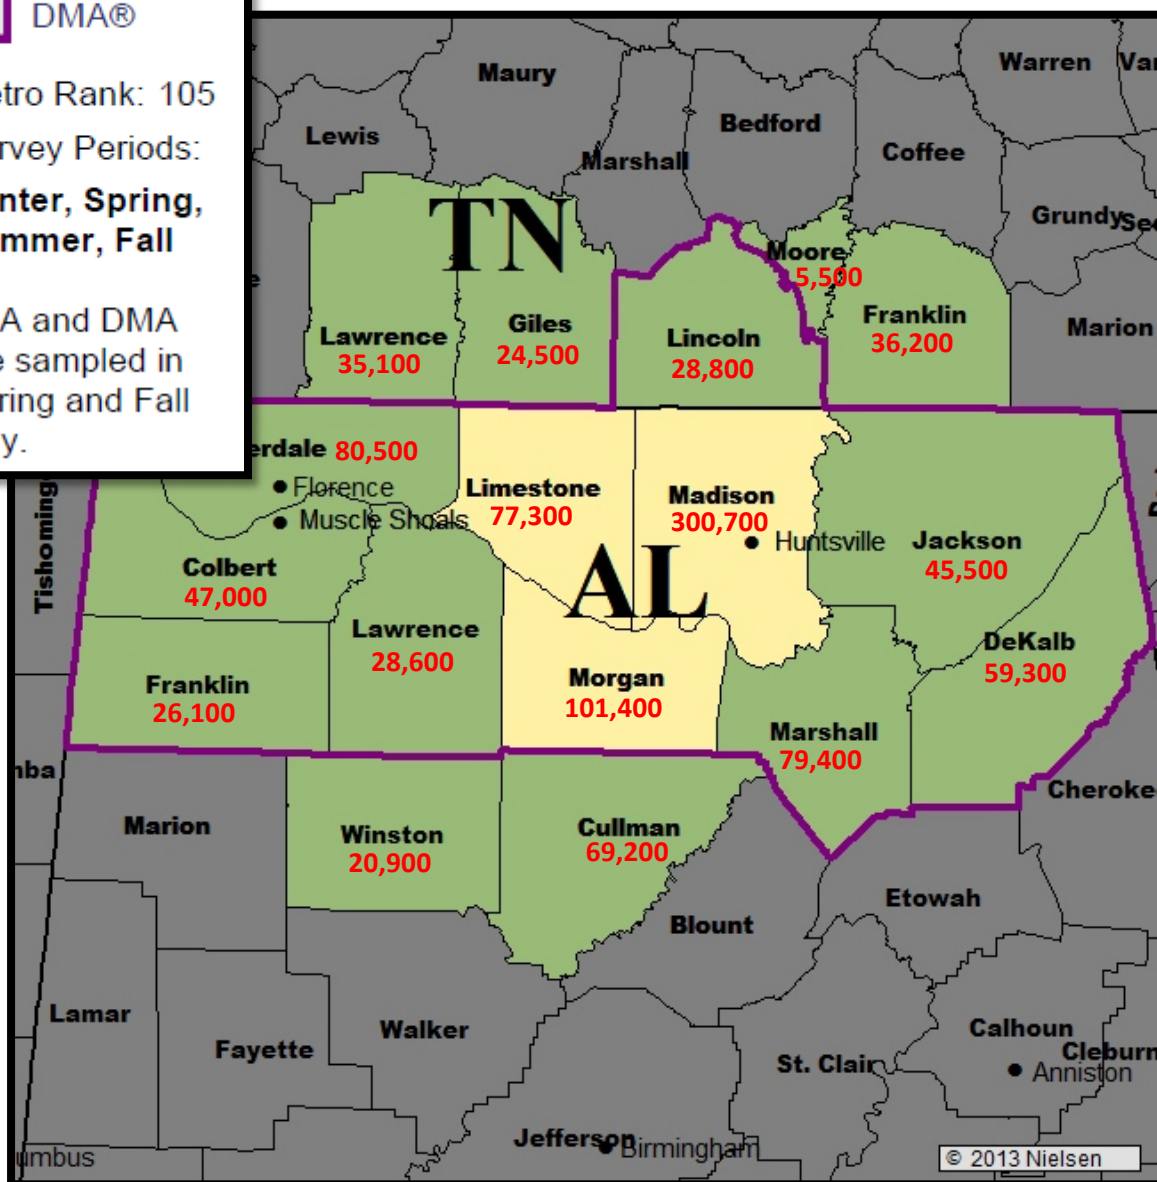 DMA®
etro Rank: 105
rvey Periods:
nter, Spring,
mmer, Fall
A and DMA
e sampled in
ring and Fall
y.
Maury
Warren
Va
Lewis
Marshall
Bedford
Coffee
Grundy
Se
TN
Moore
5,500
Lawrence
35,100
Giles
24,500
Lincoln
28,800
Franklin
36,200
Marion
erdale 80,500
Florence
Muscle Shoals
Limestone
77,300
Madison
300,700
Huntsville
Jackson
45,500
Tishoming
Colbert
47,000
AL
Lawrence
28,600
DeKalb
59,300
Franklin
26,100
Morgan
101,400
Marshall
79,400
ba
Cheroke
Marion
Winston
20,900
Cullman
69,200
Etowah
Blount
Lamar
Fayette
Walker
Calhoun
Cleburn
St. Clair
Anniston
Jefferson
Birmingham
umbus
© 2013 Nielsen